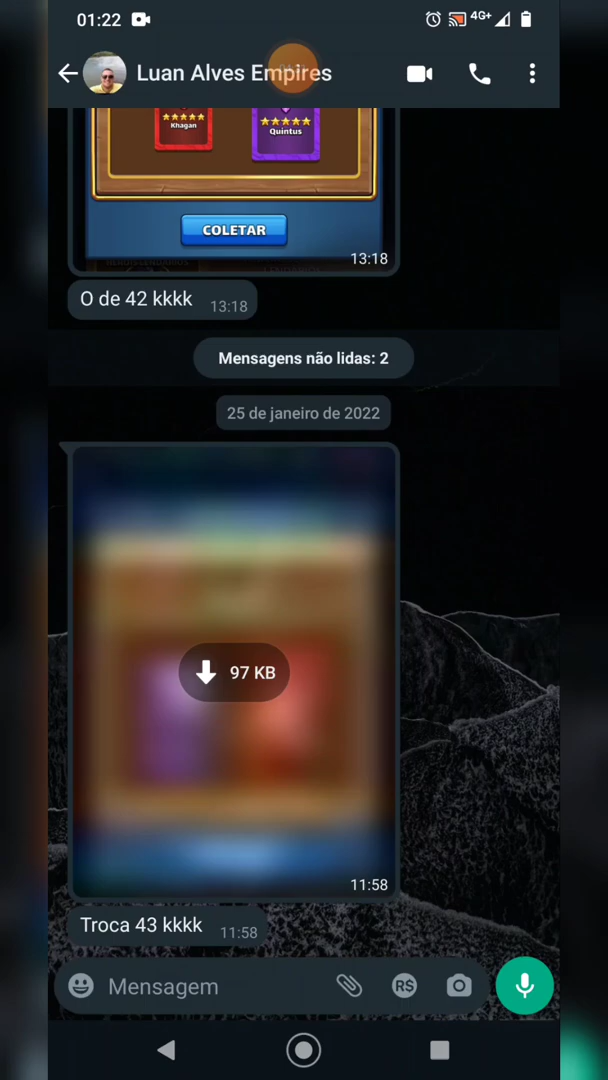 01:22
4G+
Luan Alves Empires
Khagan
Quintus
COLETAR
13:18
O de 42 kkkk 13:18
Mensagens não lidas: 2
25 de janeiro de 2022
97 KB
11:58
Troca 43 kkkk 11:58
Mensagem
R$